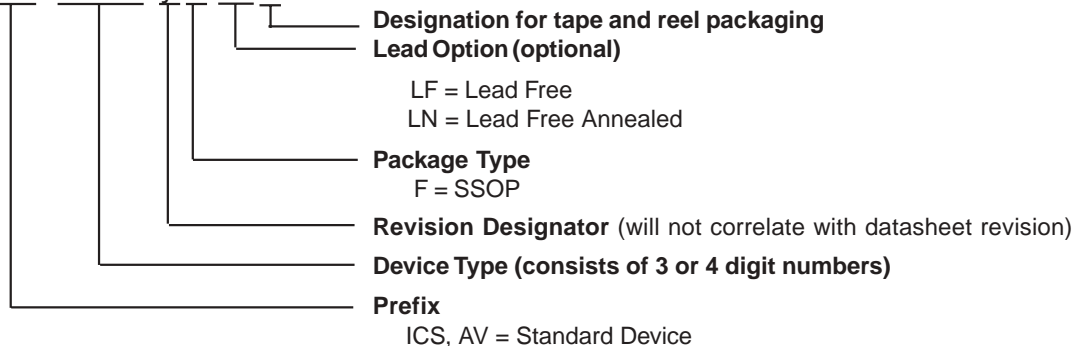 Designation for tape and reel packaging
Lead Option (optional)
LF = Lead Free
LN = Lead Free Annealed
Package Type
F = SSOP
Revision Designator (will not correlate with datasheet revision)
Device Type (consists of 3 or 4 digit numbers)
Prefix
ICS, AV = Standard Device